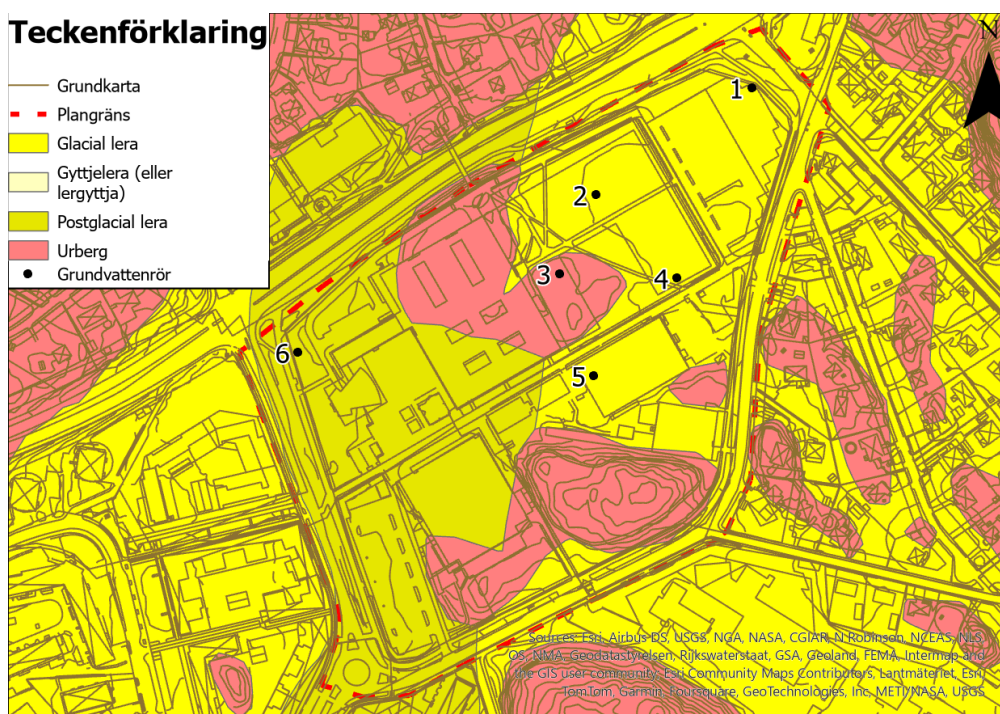 Teckenförklaring
Grundkarta
Plangräns
Glacial lera
Gyttjelera (eller
lergyttja)
Postglacial lera
Urberg
Grundvattenrör
N
1
2
3
4
5
6
Sources: Esri, Airbus DS, USGS, NGA, NASA, CGIAR, N Robinson, NCEAS, NLS,
OS, NMA, Geodatastyrelsen, Rijkswaterstaat, GSA, Geoland, FEMA, Intermap and
the GIS user community, Esri Community Maps Contributors, Lantmäteriet, Esri,
TomTom, Garmin, Foursquare, GeoTechnologies, Inc, METI/NASA, USGS